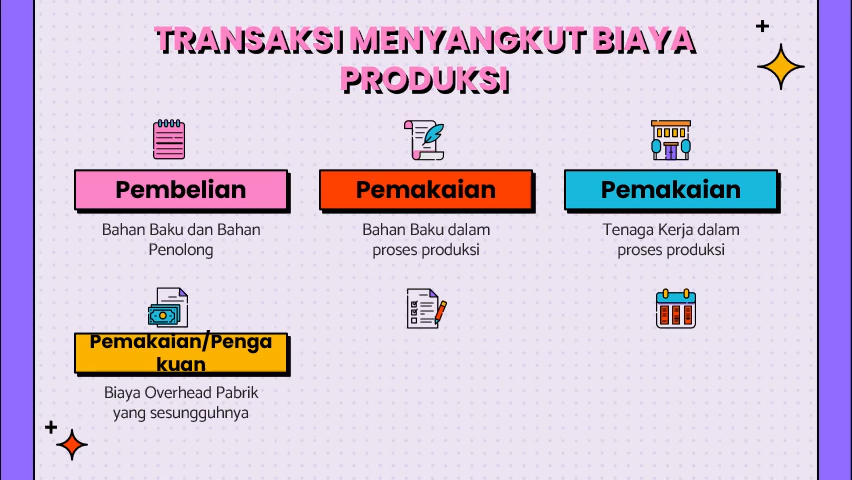 TRANSAKSI MENYANGKUT BIAYA
PRODUKSI
Pembelian
Bahan Baku dan Bahan
Penolong
Pemakaian
Bahan Baku dalam
proses produksi
Pemakaian
Tenaga Kerja dalam
proses produksi
Pemakaian/Penga
kuan
Biaya Overhead Pabrik
yang sesungguhnya